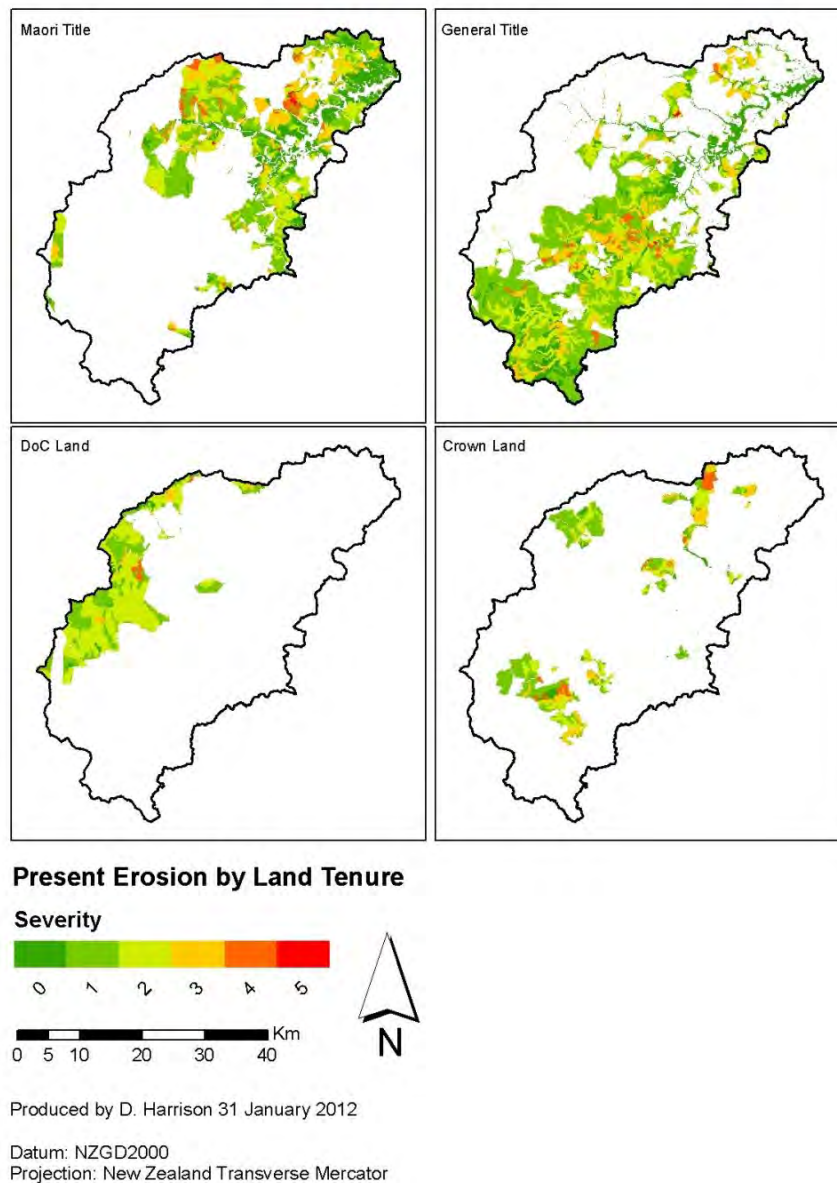 Maori Title
General Title
DoC Land
Crown Land
Present Erosion by Land Tenure
Severity
0 1 2 3 4 5
Km
0 5 10 20 30 40
N
Produced by D. Harrison 31 January 2012
Datum: NZGD2000
Projection: New Zealand Transverse Mercator